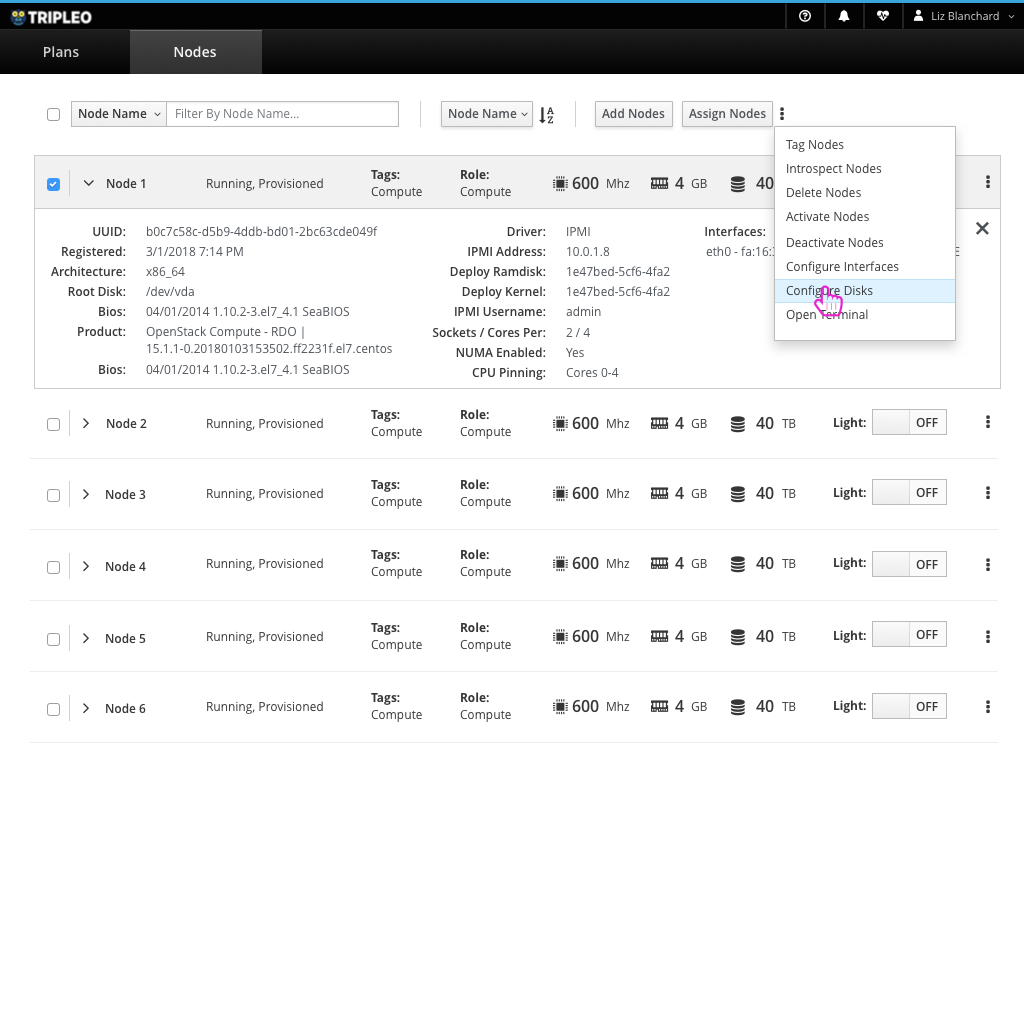 TRIPLEO
Liz Blanchard
Plans
Nodes
Node Name
Filter By Node Name...
Node Name
A
Z
Add Nodes
Assign Nodes
Tag Nodes
Introspect Nodes
Delete Nodes
Activate Nodes
Deactivate Nodes
Configure Interfaces
Configure Disks
Open Terminal
Node 1
Running, Provisioned
Tags:
Compute
Role:
Compute
600 Mhz
4 GB
40
UUID: b0c7c58c-d5b9-4ddb-bd01-2bc63cde049f
Registered: 3/1/2018 7:14 PM
Architecture: x86_64
Root Disk: /dev/vda
Bios: 04/01/2014 1.10.2-3.el7_4.1 SeaBIOS
Product: OpenStack Compute - RDO |
15.1.1-0.20180103153502.ff2231f.el7.centos
Bios: 04/01/2014 1.10.2-3.el7_4.1 SeaBIOS
Driver: IPMI
IPMI Address: 10.0.1.8
Deploy Ramdisk: 1e47bed-5cf6-4fa2
Deploy Kernel: 1e47bed-5cf6-4fa2
IPMI Username: admin
Sockets / Cores Per: 2 / 4
NUMA Enabled: Yes
CPU Pinning: Cores 0-4
Interfaces:
eth0 - fa:16:
Node 2
Running, Provisioned
Tags:
Compute
Role:
Compute
600 Mhz
4 GB
40 TB
Light: OFF
Node 3
Running, Provisioned
Tags:
Compute
Role:
Compute
600 Mhz
4 GB
40 TB
Light: OFF
Node 4
Running, Provisioned
Tags:
Compute
Role:
Compute
600 Mhz
4 GB
40 TB
Light: OFF
Node 5
Running, Provisioned
Tags:
Compute
Role:
Compute
600 Mhz
4 GB
40 TB
Light: OFF
Node 6
Running, Provisioned
Tags:
Compute
Role:
Compute
600 Mhz
4 GB
40 TB
Light: OFF